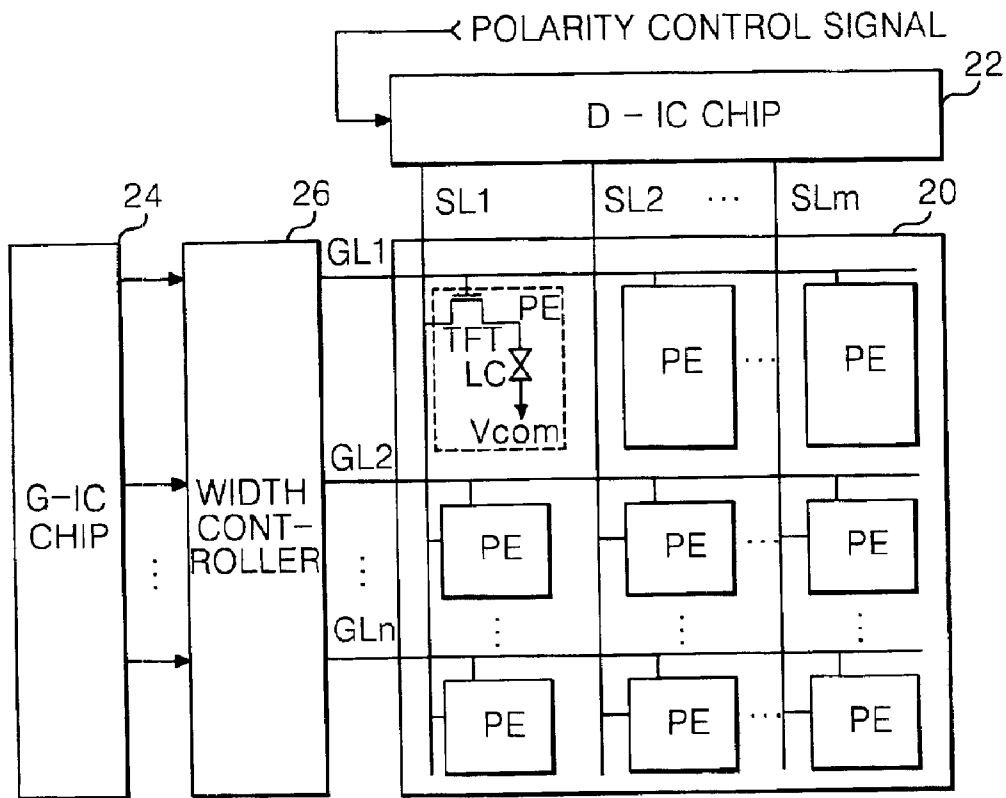 POLARITY CONTROL SIGNAL
22
D-IC CHIP
24
26
SL1 SL2 ... SLm
20
GL1
PE
TFT
LC
Vcom
PE ... PE
GL2
G-IC
CHIP
WIDTH
CONT-
ROLLER
PE PE ... PE
GLn
PE PE ... PE